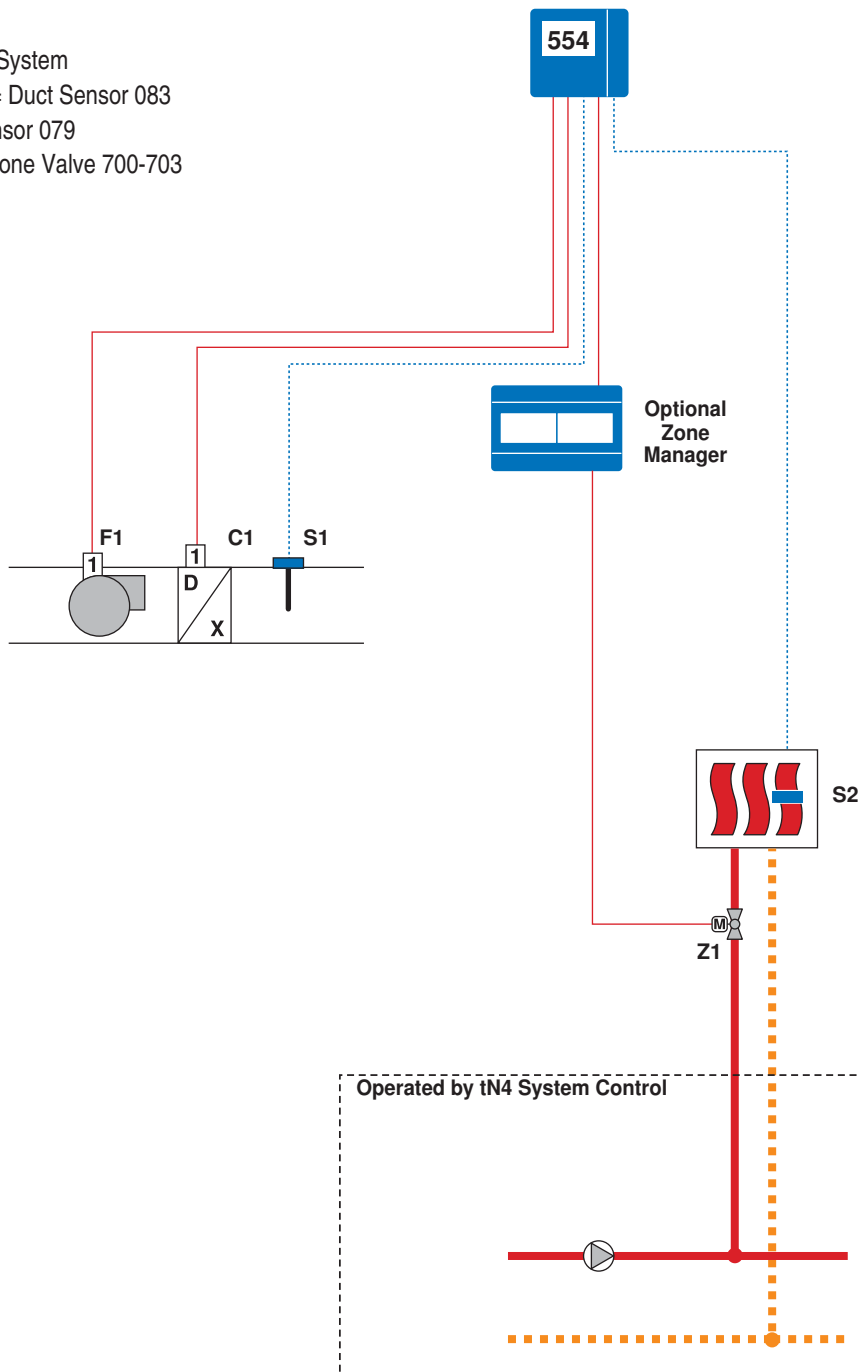 554
System
= Duct Sensor 083
nsor 079
one Valve 700-703
Optional
Zone
Manager
F1
C1
S1
1
1
D
X
S2
M
Z1
Operated by tN4 System Control